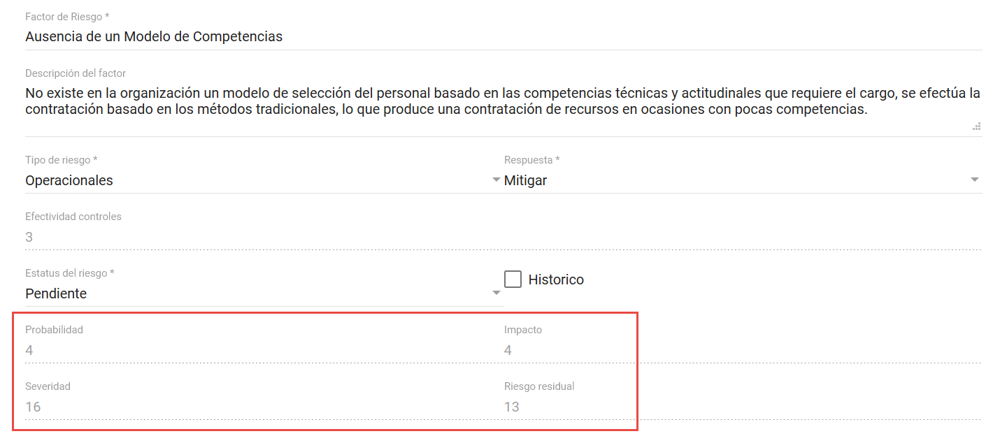 Factor de Riesgo *
Ausencia de un Modelo de Competencias
Descripción del factor
No existe en la organización un modelo de selección del personal basado en las competencias técnicas y actitudinales que requiere el cargo, se efectúa la
contratación basado en los métodos tradicionales, lo que produce una contratación de recursos en ocasiones con pocas competencias.
Tipo de riesgo *
Respuesta *
Operacionales
Mitigar
Efectividad controles
3
Estatus del riesgo *
Pendiente
Historico
Probabilidad
Impacto
4
4
Severidad
Riesgo residual
16
13